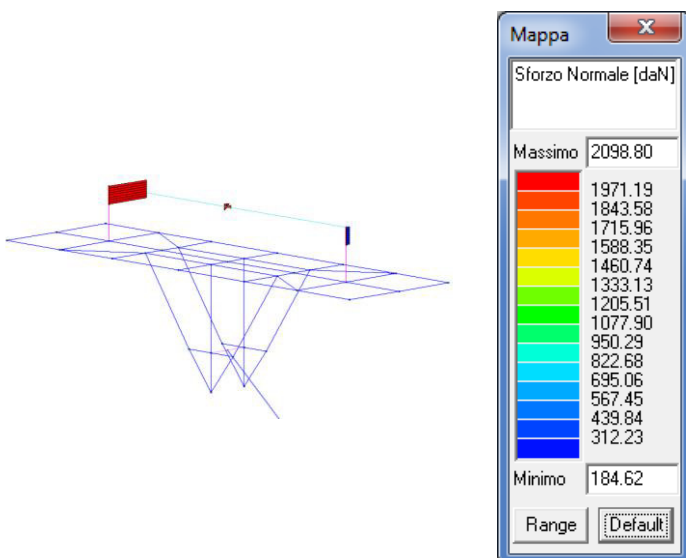 Mappa
Sforzo Normale [daN]
Massimo 2098.80
1971.19
1843.58
1715.96
1588.35
1460.74
1333.13
1205.51
1077.90
950.29
822.68
695.06
567.45
439.84
312.23
Minimo 184.62
Range Default